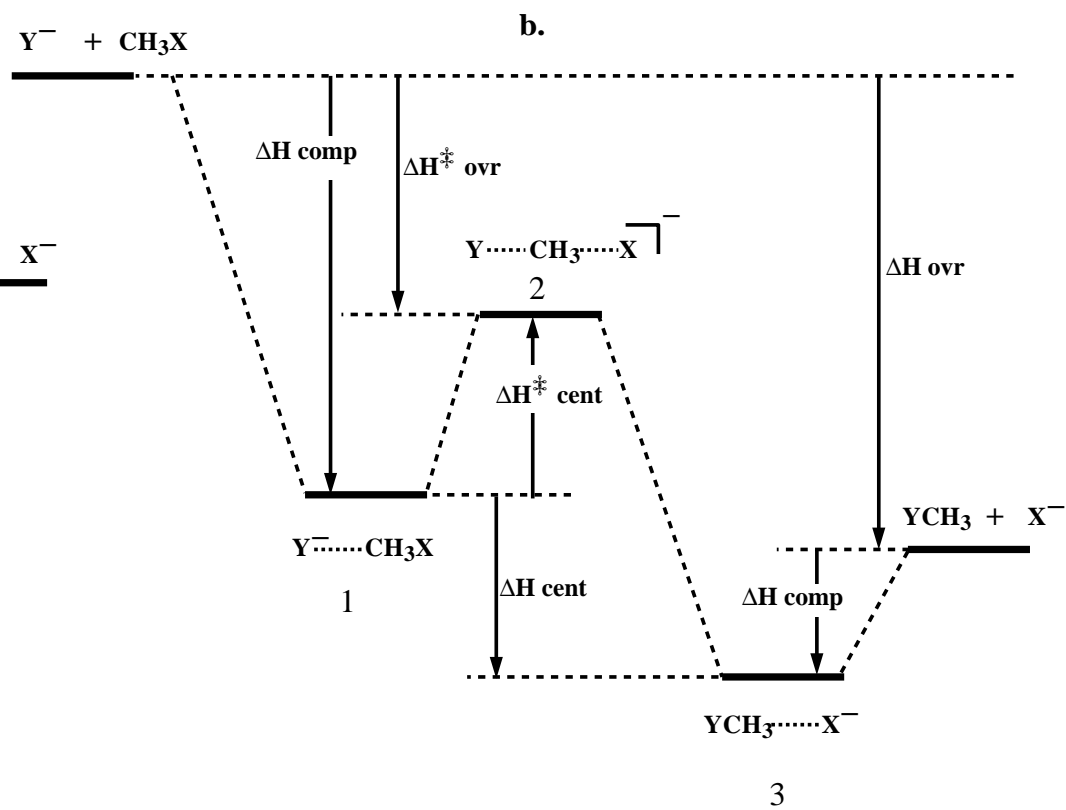 b.
Y⁻ + CH₃X
ΔH comp
ΔH‡ ovr
X⁻
Y······CH₃······X ⁻
ΔH ovr
2
ΔH‡ cent
YCH₃ + X⁻
Y⁻······CH₃X
ΔH cent
ΔH comp
1
YCH₃······X⁻
3